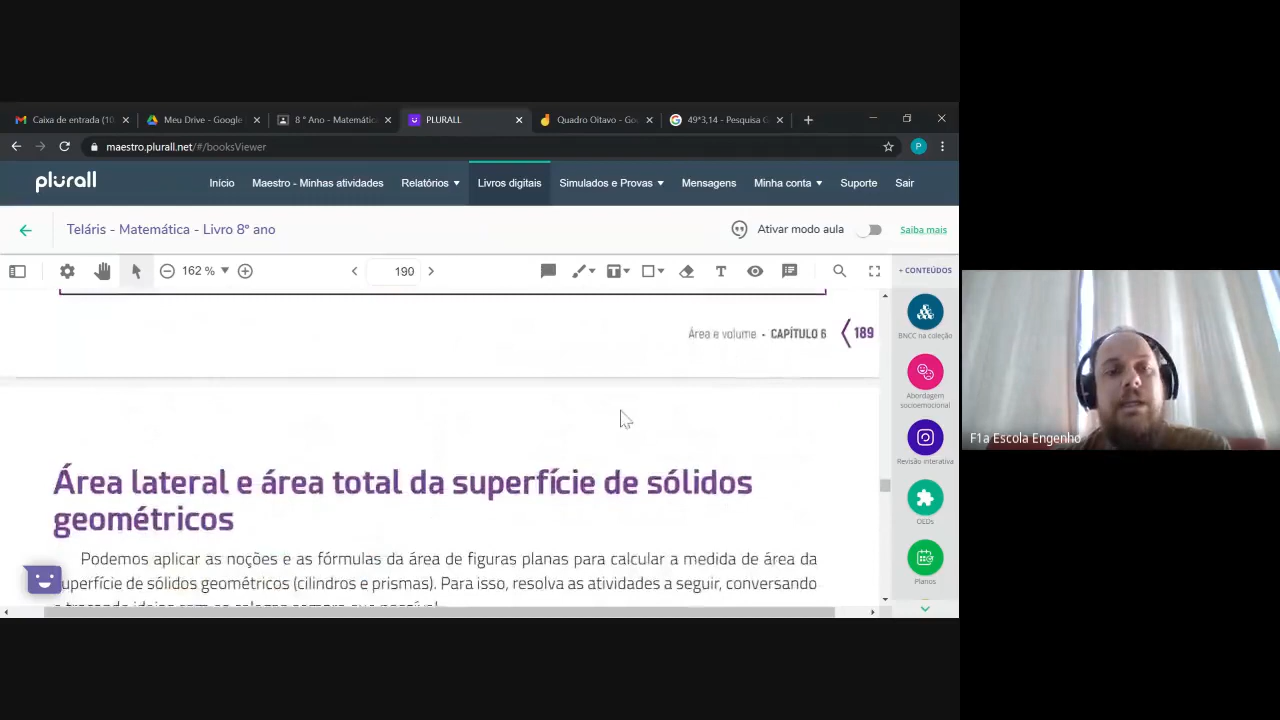 Caixa de entrada (10
Meu Drive - Google
8 º Ano - Matemátic
PLURALL
Quadro Oitavo - Go
49*3,14 - Pesquisa G
maestro.plurall.net/#/booksViewer
P
plurall
Início
Maestro - Minhas atividades
Relatórios
Livros digitais
Simulados e Provas
Mensagens
Minha conta
Suporte
Sair
Teláris - Matemática - Livro 8º ano
Ativar modo aula
Saiba mais
162 %
190
+ CONTEÚDOS
Área e volume - CAPÍTULO 6
189
BNCC na coleção
Abordagem
socioemocional
Revisão interativa
OEDs
Planos
Área lateral e área total da superfície de sólidos
geométricos
Podemos aplicar as noções e as fórmulas da área de figuras planas para calcular a medida de área da
uperfície de sólidos geométricos (cilindros e prismas). Para isso, resolva as atividades a seguir, conversando
F1a Escola Engenho